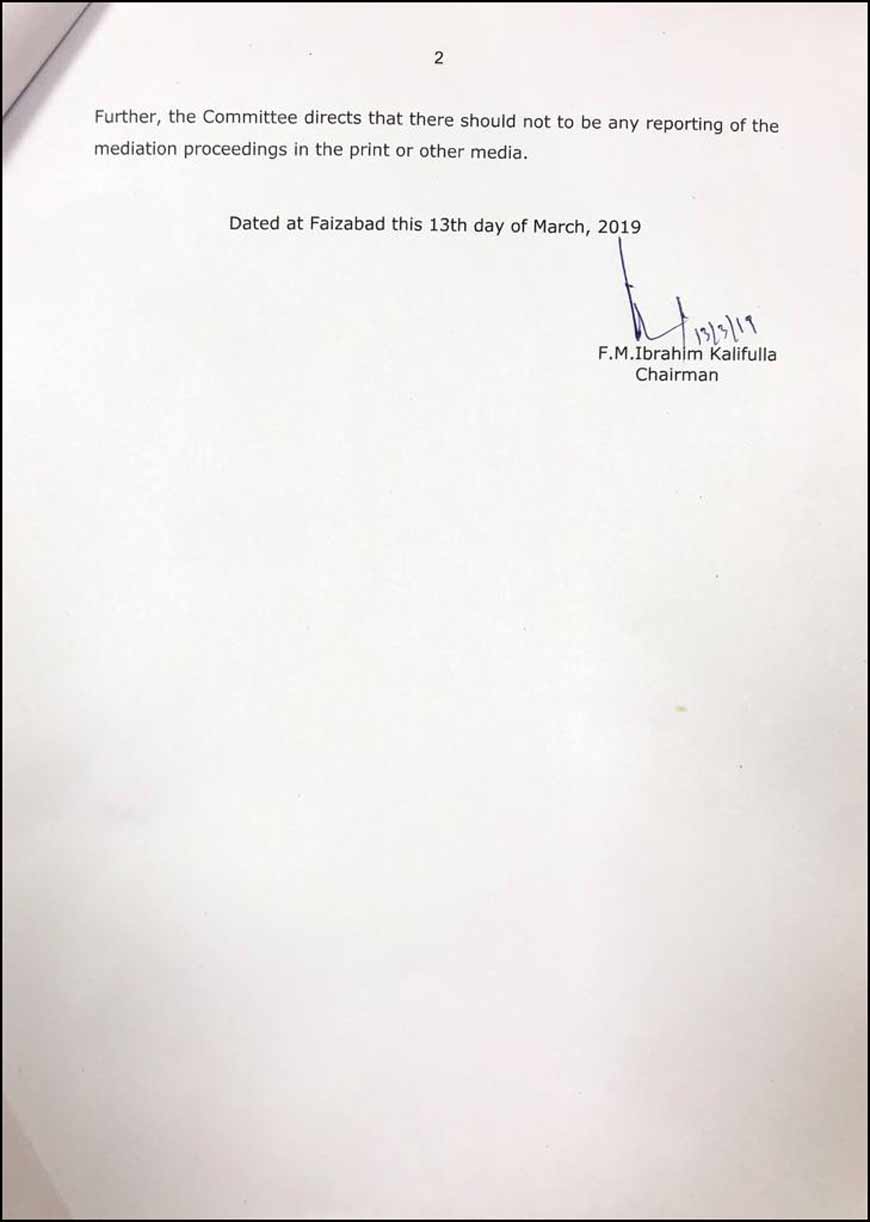 2
Further, the Committee directs that there should not to be any reporting of the
mediation proceedings in the print or other media.
Dated at Faizabad this 13th day of March, 2019
13/3/19
F.M.Ibrahim Kalifulla
Chairman